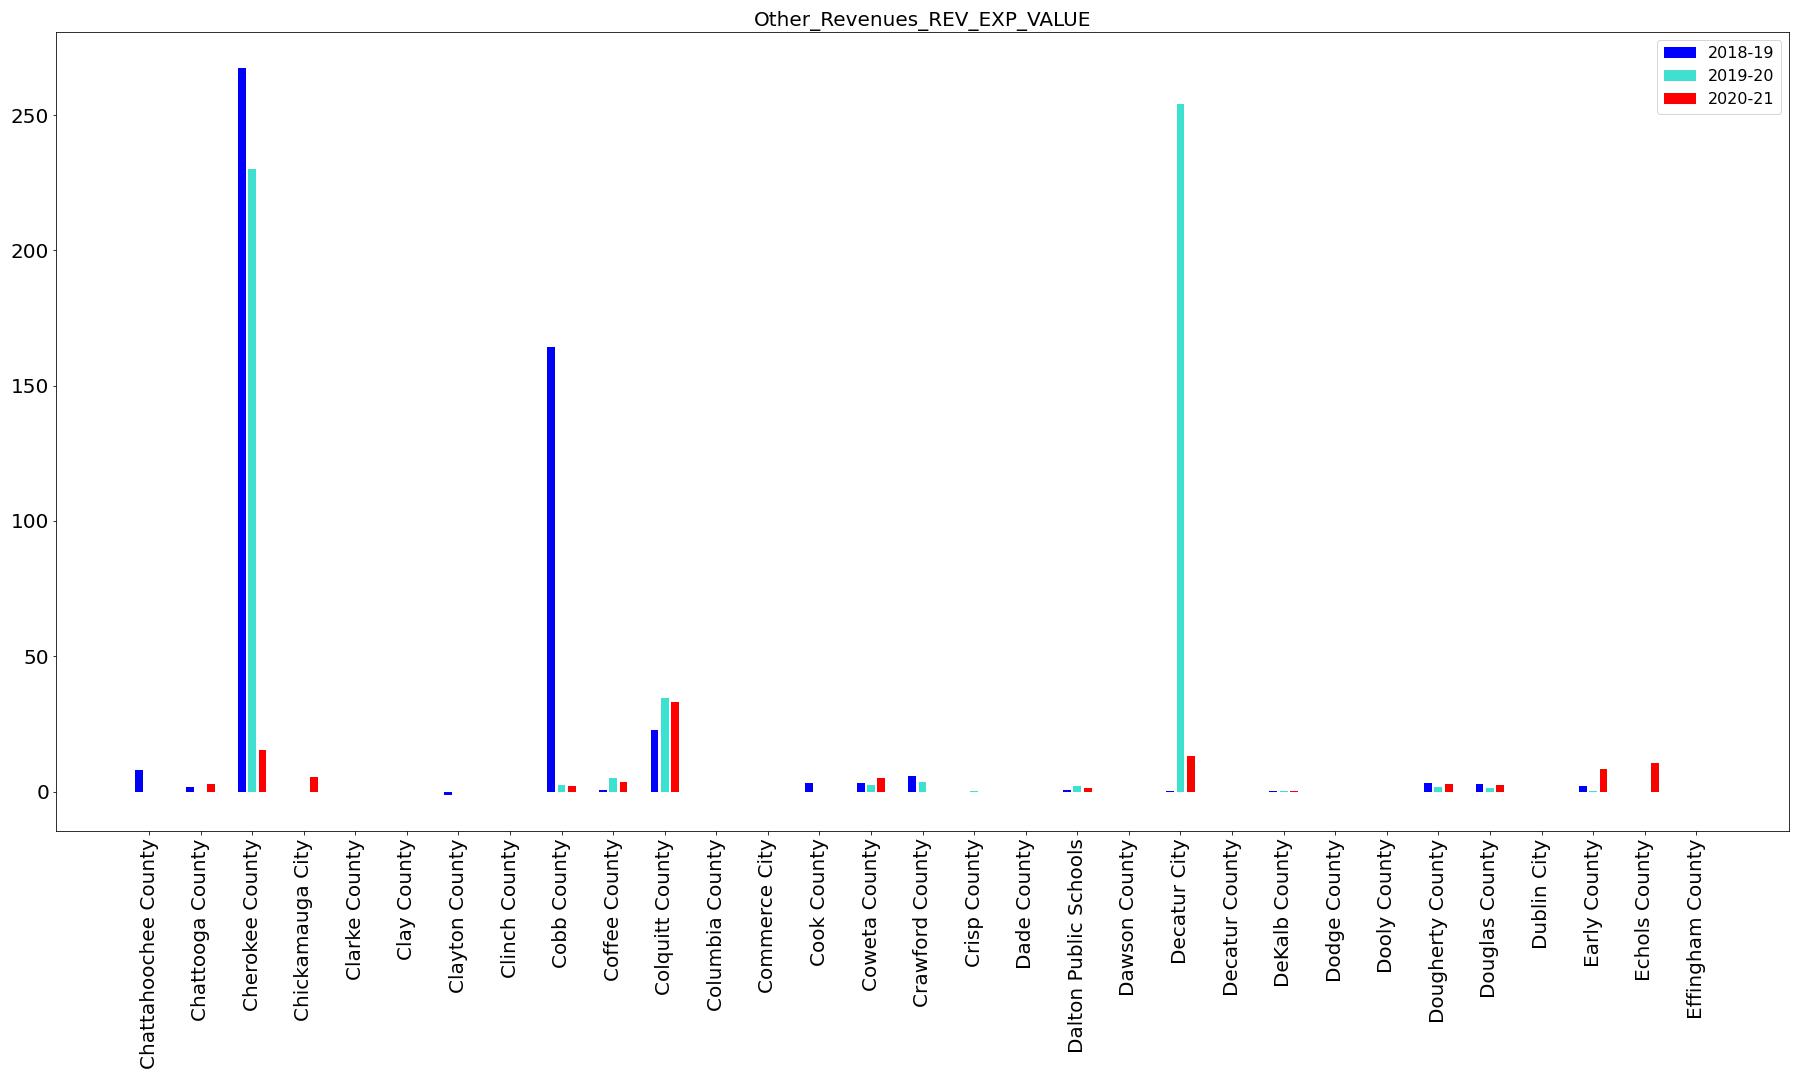 Other_Revenues_REV_EXP_VALUE
2018-19
2019-20
2020-21
250
200
150
100
50
0
Chattahoochee County
Chattooga County
Cherokee County
Chickamauga City
Clarke County
Clay County
Clayton County
Clinch County
Cobb County
Coffee County
Colquitt County
Columbia County
Commerce City
Cook County
Coweta County
Crawford County
Crisp County
Dade County
Dalton Public Schools
Dawson County
Decatur City
Decatur County
DeKalb County
Dodge County
Dooly County
Dougherty County
Douglas County
Dublin City
Early County
Echols County
Effingham County